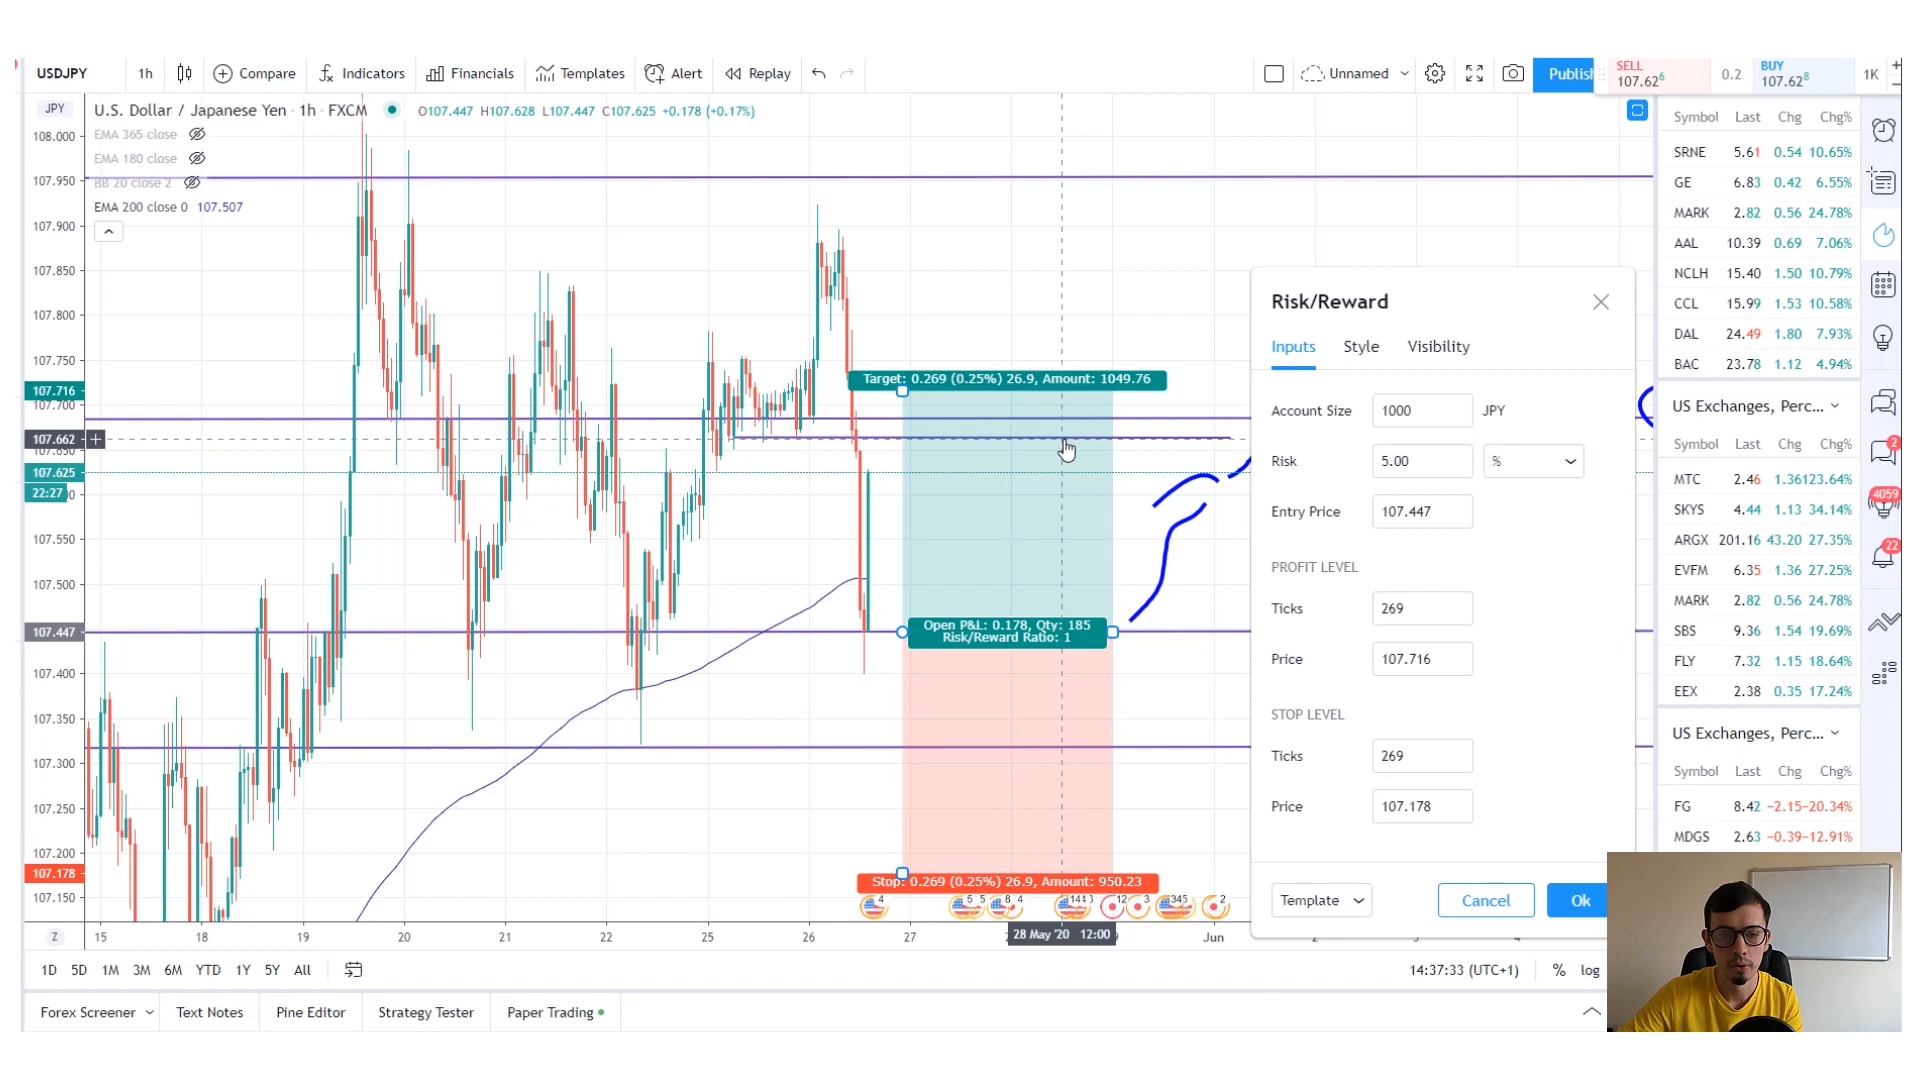 USDJPY 1h Compare Indicators Financials Templates Alert Replay Unnamed Publish
SELL 107.626 0.2 BUY 107.628 1K
JPY U.S. Dollar / Japanese Yen · 1h · FXCM O107.447 H107.628 L107.447 C107.625 +0.178 (+0.17%)
EMA 365 close
EMA 180 close
BB 20 close 2
EMA 200 close 0 107.507
108.000
107.950
107.900
107.850
107.800
107.750
107.716
107.700
107.662
107.650
107.625
22:27
107.550
107.500
107.447
107.400
107.350
107.300
107.250
107.200
107.178
107.150
Target: 0.269 (0.25%) 26.9, Amount: 1049.76
Open P&L: 0.178, Qty: 185
Risk/Reward Ratio: 1
Stop: 0.269 (0.25%) 26.9, Amount: 950.23
4 5 5 8 4 12 3 2
Z 15 18 19 20 21 22 25 26 27 28 May '20 12:00 Jun
Risk/Reward
Inputs Style Visibility
Account Size 1000 JPY
Risk 5.00 %
Entry Price 107.447
PROFIT LEVEL
Ticks 269
Price 107.716
STOP LEVEL
Ticks 269
Price 107.178
Template Cancel Ok
Symbol Last Chg Chg%
SRNE 5.61 0.54 10.65%
GE 6.83 0.42 6.55%
MARK 2.82 0.56 24.78%
AAL 10.39 0.69 7.06%
NCLH 15.40 1.50 10.79%
CCL 15.99 1.53 10.58%
DAL 24.49 1.80 7.93%
BAC 23.78 1.12 4.94%
US Exchanges, Perc...
Symbol Last Chg Chg%
MTC 2.46 1.36123.64%
SKYS 4.44 1.13 34.14%
ARGX 201.16 43.20 27.35%
EVFM 6.35 1.36 27.25%
MARK 2.82 0.56 24.78%
SBS 9.36 1.54 19.69%
FLY 7.32 1.15 18.64%
EEX 2.38 0.35 17.24%
US Exchanges, Perc...
Symbol Last Chg Chg%
FG 8.42 −2.15−20.34%
MDGS 2.63 −0.39−12.91%
2
4059
22
1D 5D 1M 3M 6M YTD 1Y 5Y All 14:37:33 (UTC+1) % log
Forex Screener Text Notes Pine Editor Strategy Tester Paper Trading